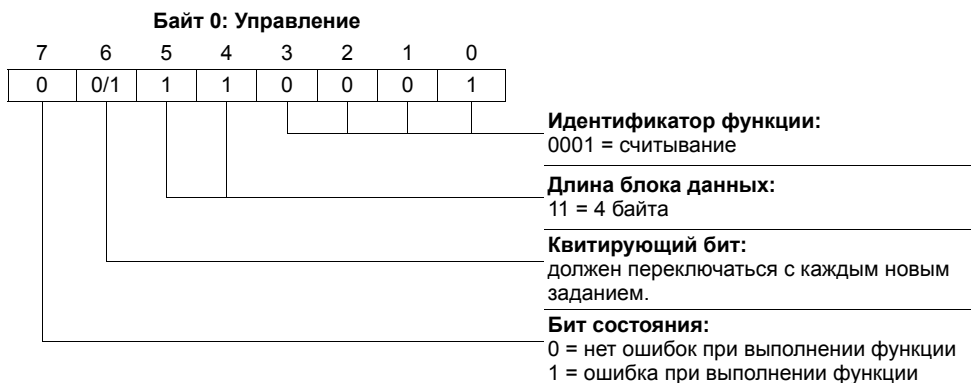 Байт 0: Управление
7 6 5 4 3 2 1 0
0 0/1 1 1 0 0 0 1
Идентификатор функции:
0001 = считывание
Длина блока данных:
11 = 4 байта
Квитирующий бит:
должен переключаться с каждым новым
заданием.
Бит состояния:
0 = нет ошибок при выполнении функции
1 = ошибка при выполнении функции